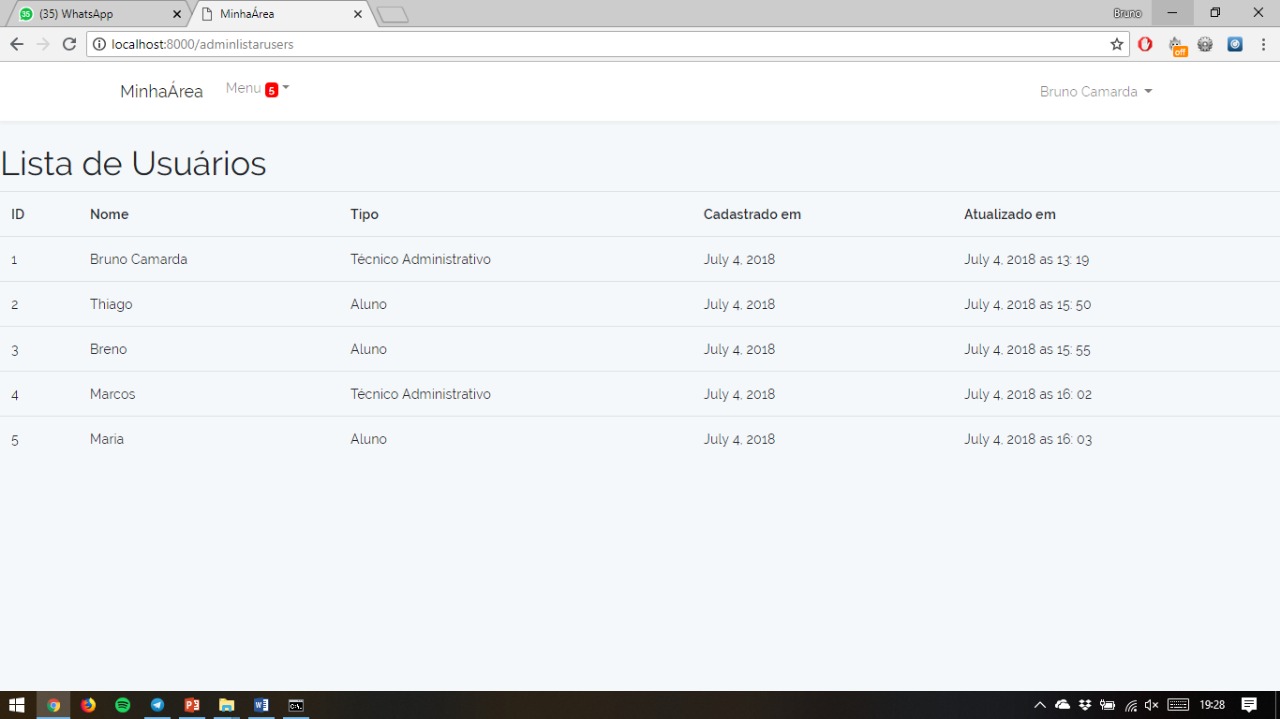 (35) WhatsApp
MinhaÁrea
Bruno
localhost:8000/adminlistarusers
off
MinhaÁrea Menu 5 Bruno Camarda
Lista de Usuários
ID Nome Tipo Cadastrado em Atualizado em
1 Bruno Camarda Técnico Administrativo July 4, 2018 July 4, 2018 as 13: 19
2 Thiago Aluno July 4, 2018 July 4, 2018 as 15: 50
3 Breno Aluno July 4, 2018 July 4, 2018 as 15: 55
4 Marcos Técnico Administrativo July 4, 2018 July 4, 2018 as 16: 02
5 Maria Aluno July 4, 2018 July 4, 2018 as 16: 03
19:28